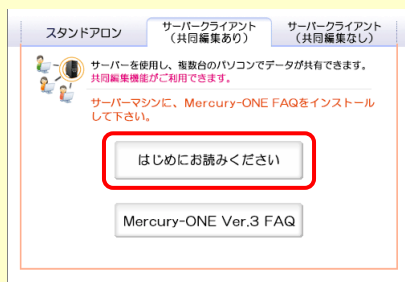 スタンドアロン
サーバークライアント
（共同編集あり）
サーバークライアント
（共同編集なし）
サーバーを使用し、複数台のパソコンでデータが共有できます。
共同編集機能がご利用できます。
サーバーマシンに、Mercury-ONE FAQをインストール
して下さい。
はじめにお読みください
Mercury-ONE Ver.3 FAQ